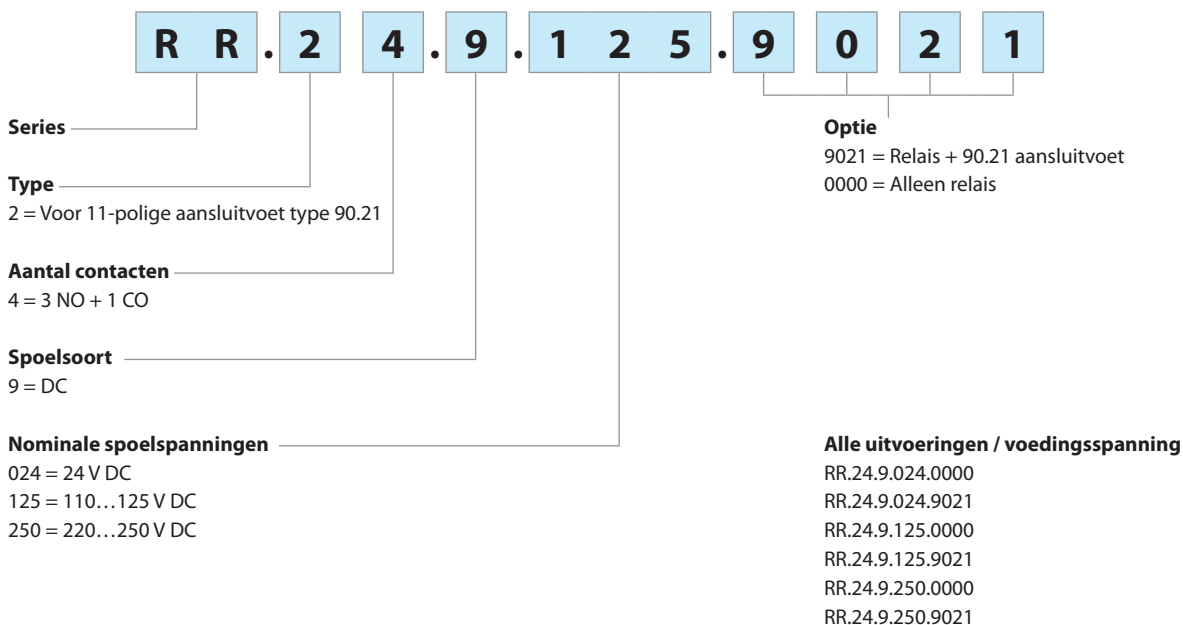 R R . 2 4 . 9 . 1 2 5 . 9 0 2 1
Series
Type
2 = Voor 11-polige aansluitvoet type 90.21
Aantal contacten
4 = 3 NO + 1 CO
Spoelsoort
9 = DC
Nominale spoelspanningen
024 = 24 V DC
125 = 110…125 V DC
250 = 220…250 V DC
Optie
9021 = Relais + 90.21 aansluitvoet
0000 = Alleen relais
Alle uitvoeringen / voedingsspanning
RR.24.9.024.0000
RR.24.9.024.9021
RR.24.9.125.0000
RR.24.9.125.9021
RR.24.9.250.0000
RR.24.9.250.9021